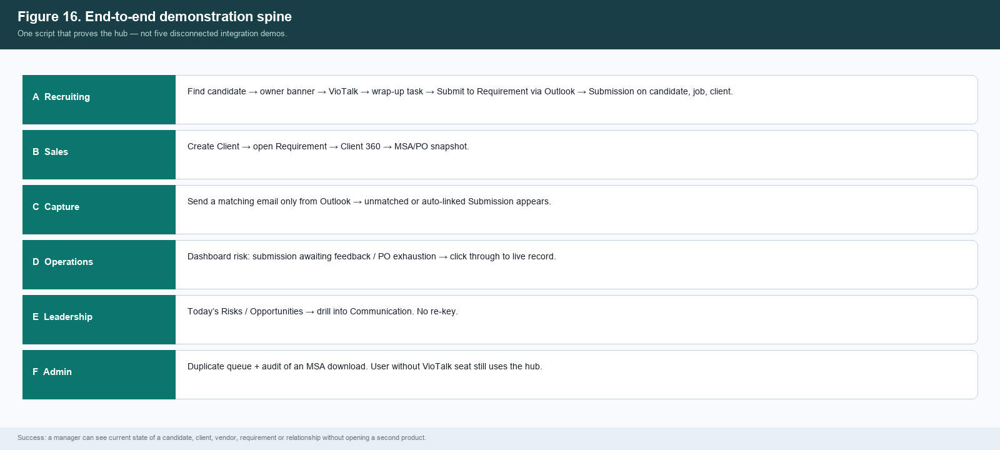 Figure 16. End-to-end demonstration spine
One script that proves the hub — not five disconnected integration demos.
A Recruiting
Find candidate → owner banner → VioTalk → wrap-up task → Submit to Requirement via Outlook → Submission on candidate, job, client.
B Sales
Create Client → open Requirement → Client 360 → MSA/PO snapshot.
C Capture
Send a matching email only from Outlook → unmatched or auto-linked Submission appears.
D Operations
Dashboard risk: submission awaiting feedback / PO exhaustion → click through to live record.
E Leadership
Today’s Risks / Opportunities → drill into Communication. No re-key.
F Admin
Duplicate queue + audit of an MSA download. User without VioTalk seat still uses the hub.
Success: a manager can see current state of a candidate, client, vendor, requirement or relationship without opening a second product.